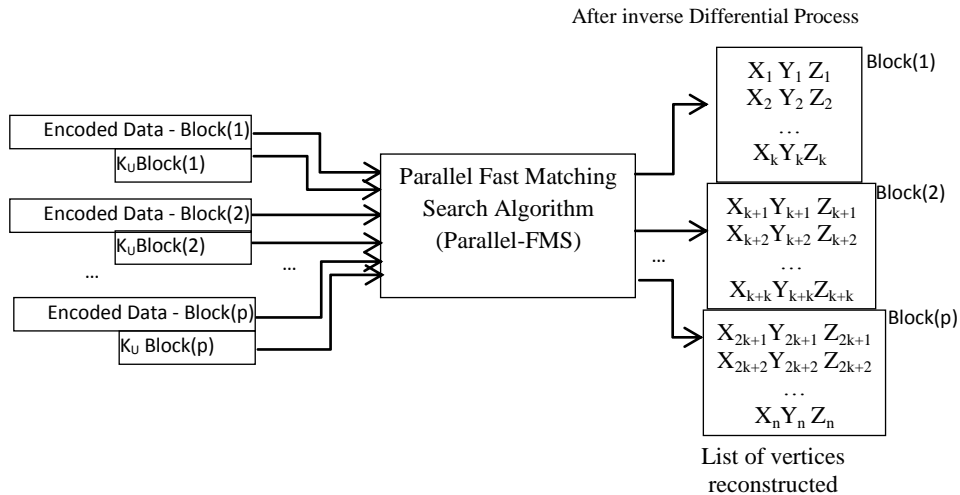 After inverse Differential Process
Encoded Data - Block(1)
KUBlock(1)
Encoded Data - Block(2)
KUBlock(2)
...
Encoded Data - Block(p)
KU Block(p)
...
Parallel Fast Matching
Search Algorithm
(Parallel-FMS)
...
Block(1)
X1 Y1 Z1
X2 Y2 Z2
…
XkYkZk
Block(2)
Xk+1Yk+1 Zk+1
Xk+2Yk+2 Zk+2
…
Xk+kYk+kZk+k
Block(p)
X2k+1Y2k+1 Z2k+1
X2k+2Y2k+2 Z2k+2
…
XnYn Zn
List of vertices
reconstructed